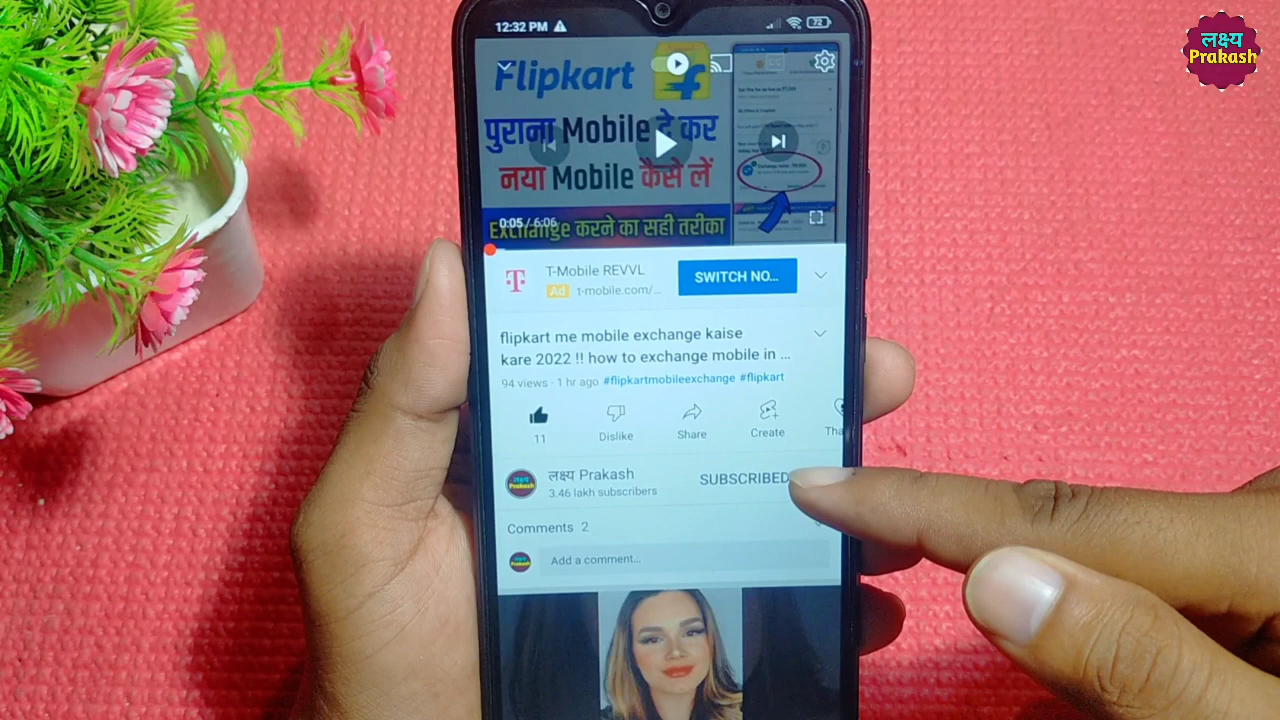 लक्ष्य
Prakash
12:32 PM
72
Flipkart
पुराना Mobile दे कर
नया Mobile कैसे लें
Exchange करने का सही तरीका
0:05 / 6:06
T-Mobile REVVL
SWITCH NO...
Ad t-mobile.com/...
flipkart me mobile exchange kaise
kare 2022 !! how to exchange mobile in ...
94 views · 1 hr ago #flipkartmobileexchange #flipkart
11
Dislike
Share
Create
Tha
लक्ष्य Prakash
SUBSCRIBED
3.46 lakh subscribers
Comments 2
Add a comment...